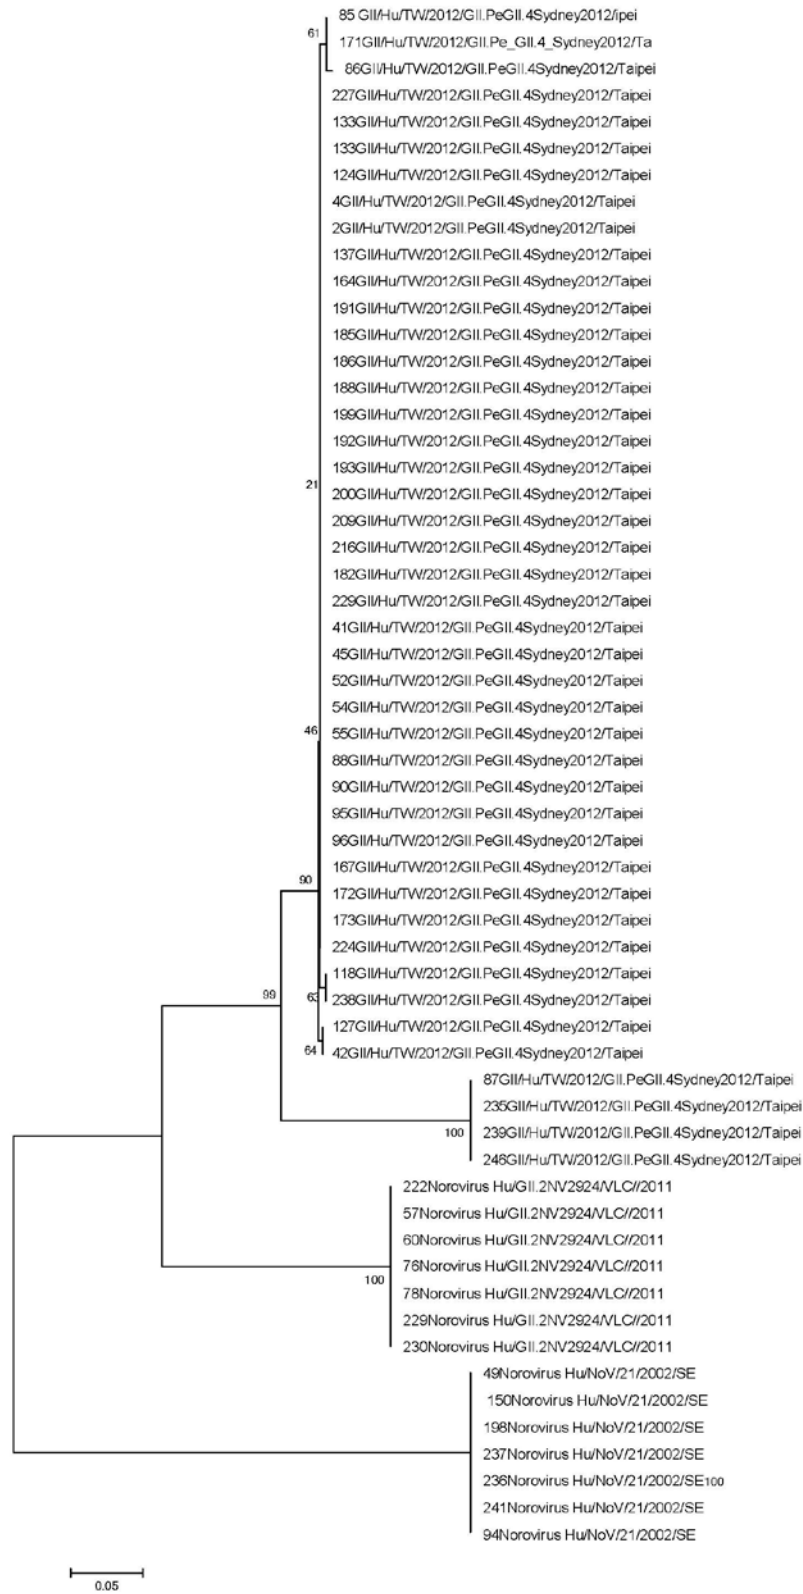 85 GII/Hu/TW/2012/GII.PeGII.4Sydney2012/ipei
61
171GII/Hu/TW/2012/GII.Pe_GII.4_Sydney2012/Ta
86GII/Hu/TW/2012/GII.PeGII.4Sydney2012/Taipei
227GII/Hu/TW/2012/GII.PeGII.4Sydney2012/Taipei
133GII/Hu/TW/2012/GII.PeGII.4Sydney2012/Taipei
133GII/Hu/TW/2012/GII.PeGII.4Sydney2012/Taipei
124GII/Hu/TW/2012/GII.PeGII.4Sydney2012/Taipei
4GII/Hu/TW/2012/GII.PeGII.4Sydney2012/Taipei
2GII/Hu/TW/2012/GII.PeGII.4Sydney2012/Taipei
137GII/Hu/TW/2012/GII.PeGII.4Sydney2012/Taipei
164GII/Hu/TW/2012/GII.PeGII.4Sydney2012/Taipei
191GII/Hu/TW/2012/GII.PeGII.4Sydney2012/Taipei
185GII/Hu/TW/2012/GII.PeGII.4Sydney2012/Taipei
186GII/Hu/TW/2012/GII.PeGII.4Sydney2012/Taipei
188GII/Hu/TW/2012/GII.PeGII.4Sydney2012/Taipei
199GII/Hu/TW/2012/GII.PeGII.4Sydney2012/Taipei
192GII/Hu/TW/2012/GII.PeGII.4Sydney2012/Taipei
193GII/Hu/TW/2012/GII.PeGII.4Sydney2012/Taipei
21
200GII/Hu/TW/2012/GII.PeGII.4Sydney2012/Taipei
209GII/Hu/TW/2012/GII.PeGII.4Sydney2012/Taipei
216GII/Hu/TW/2012/GII.PeGII.4Sydney2012/Taipei
182GII/Hu/TW/2012/GII.PeGII.4Sydney2012/Taipei
229GII/Hu/TW/2012/GII.PeGII.4Sydney2012/Taipei
41GII/Hu/TW/2012/GII.PeGII.4Sydney2012/Taipei
45GII/Hu/TW/2012/GII.PeGII.4Sydney2012/Taipei
52GII/Hu/TW/2012/GII.PeGII.4Sydney2012/Taipei
54GII/Hu/TW/2012/GII.PeGII.4Sydney2012/Taipei
46
55GII/Hu/TW/2012/GII.PeGII.4Sydney2012/Taipei
88GII/Hu/TW/2012/GII.PeGII.4Sydney2012/Taipei
90GII/Hu/TW/2012/GII.PeGII.4Sydney2012/Taipei
95GII/Hu/TW/2012/GII.PeGII.4Sydney2012/Taipei
96GII/Hu/TW/2012/GII.PeGII.4Sydney2012/Taipei
167GII/Hu/TW/2012/GII.PeGII.4Sydney2012/Taipei
90
172GII/Hu/TW/2012/GII.PeGII.4Sydney2012/Taipei
173GII/Hu/TW/2012/GII.PeGII.4Sydney2012/Taipei
224GII/Hu/TW/2012/GII.PeGII.4Sydney2012/Taipei
118GII/Hu/TW/2012/GII.PeGII.4Sydney2012/Taipei
99
63
238GII/Hu/TW/2012/GII.PeGII.4Sydney2012/Taipei
127GII/Hu/TW/2012/GII.PeGII.4Sydney2012/Taipei
64
42GII/Hu/TW/2012/GII.PeGII.4Sydney2012/Taipei
87GII/Hu/TW/2012/GII.PeGII.4Sydney2012/Taipei
235GII/Hu/TW/2012/GII.PeGII.4Sydney2012/Taipei
100
239GII/Hu/TW/2012/GII.PeGII.4Sydney2012/Taipei
246GII/Hu/TW/2012/GII.PeGII.4Sydney2012/Taipei
222Norovirus Hu/GII.2NV2924/VLC//2011
57Norovirus Hu/GII.2NV2924/VLC//2011
60Norovirus Hu/GII.2NV2924/VLC//2011
76Norovirus Hu/GII.2NV2924/VLC//2011
100
78Norovirus Hu/GII.2NV2924/VLC//2011
229Norovirus Hu/GII.2NV2924/VLC//2011
230Norovirus Hu/GII.2NV2924/VLC//2011
49Norovirus Hu/NoV/21/2002/SE
150Norovirus Hu/NoV/21/2002/SE
198Norovirus Hu/NoV/21/2002/SE
237Norovirus Hu/NoV/21/2002/SE
236Norovirus Hu/NoV/21/2002/SE100
241Norovirus Hu/NoV/21/2002/SE
94Norovirus Hu/NoV/21/2002/SE
0.05